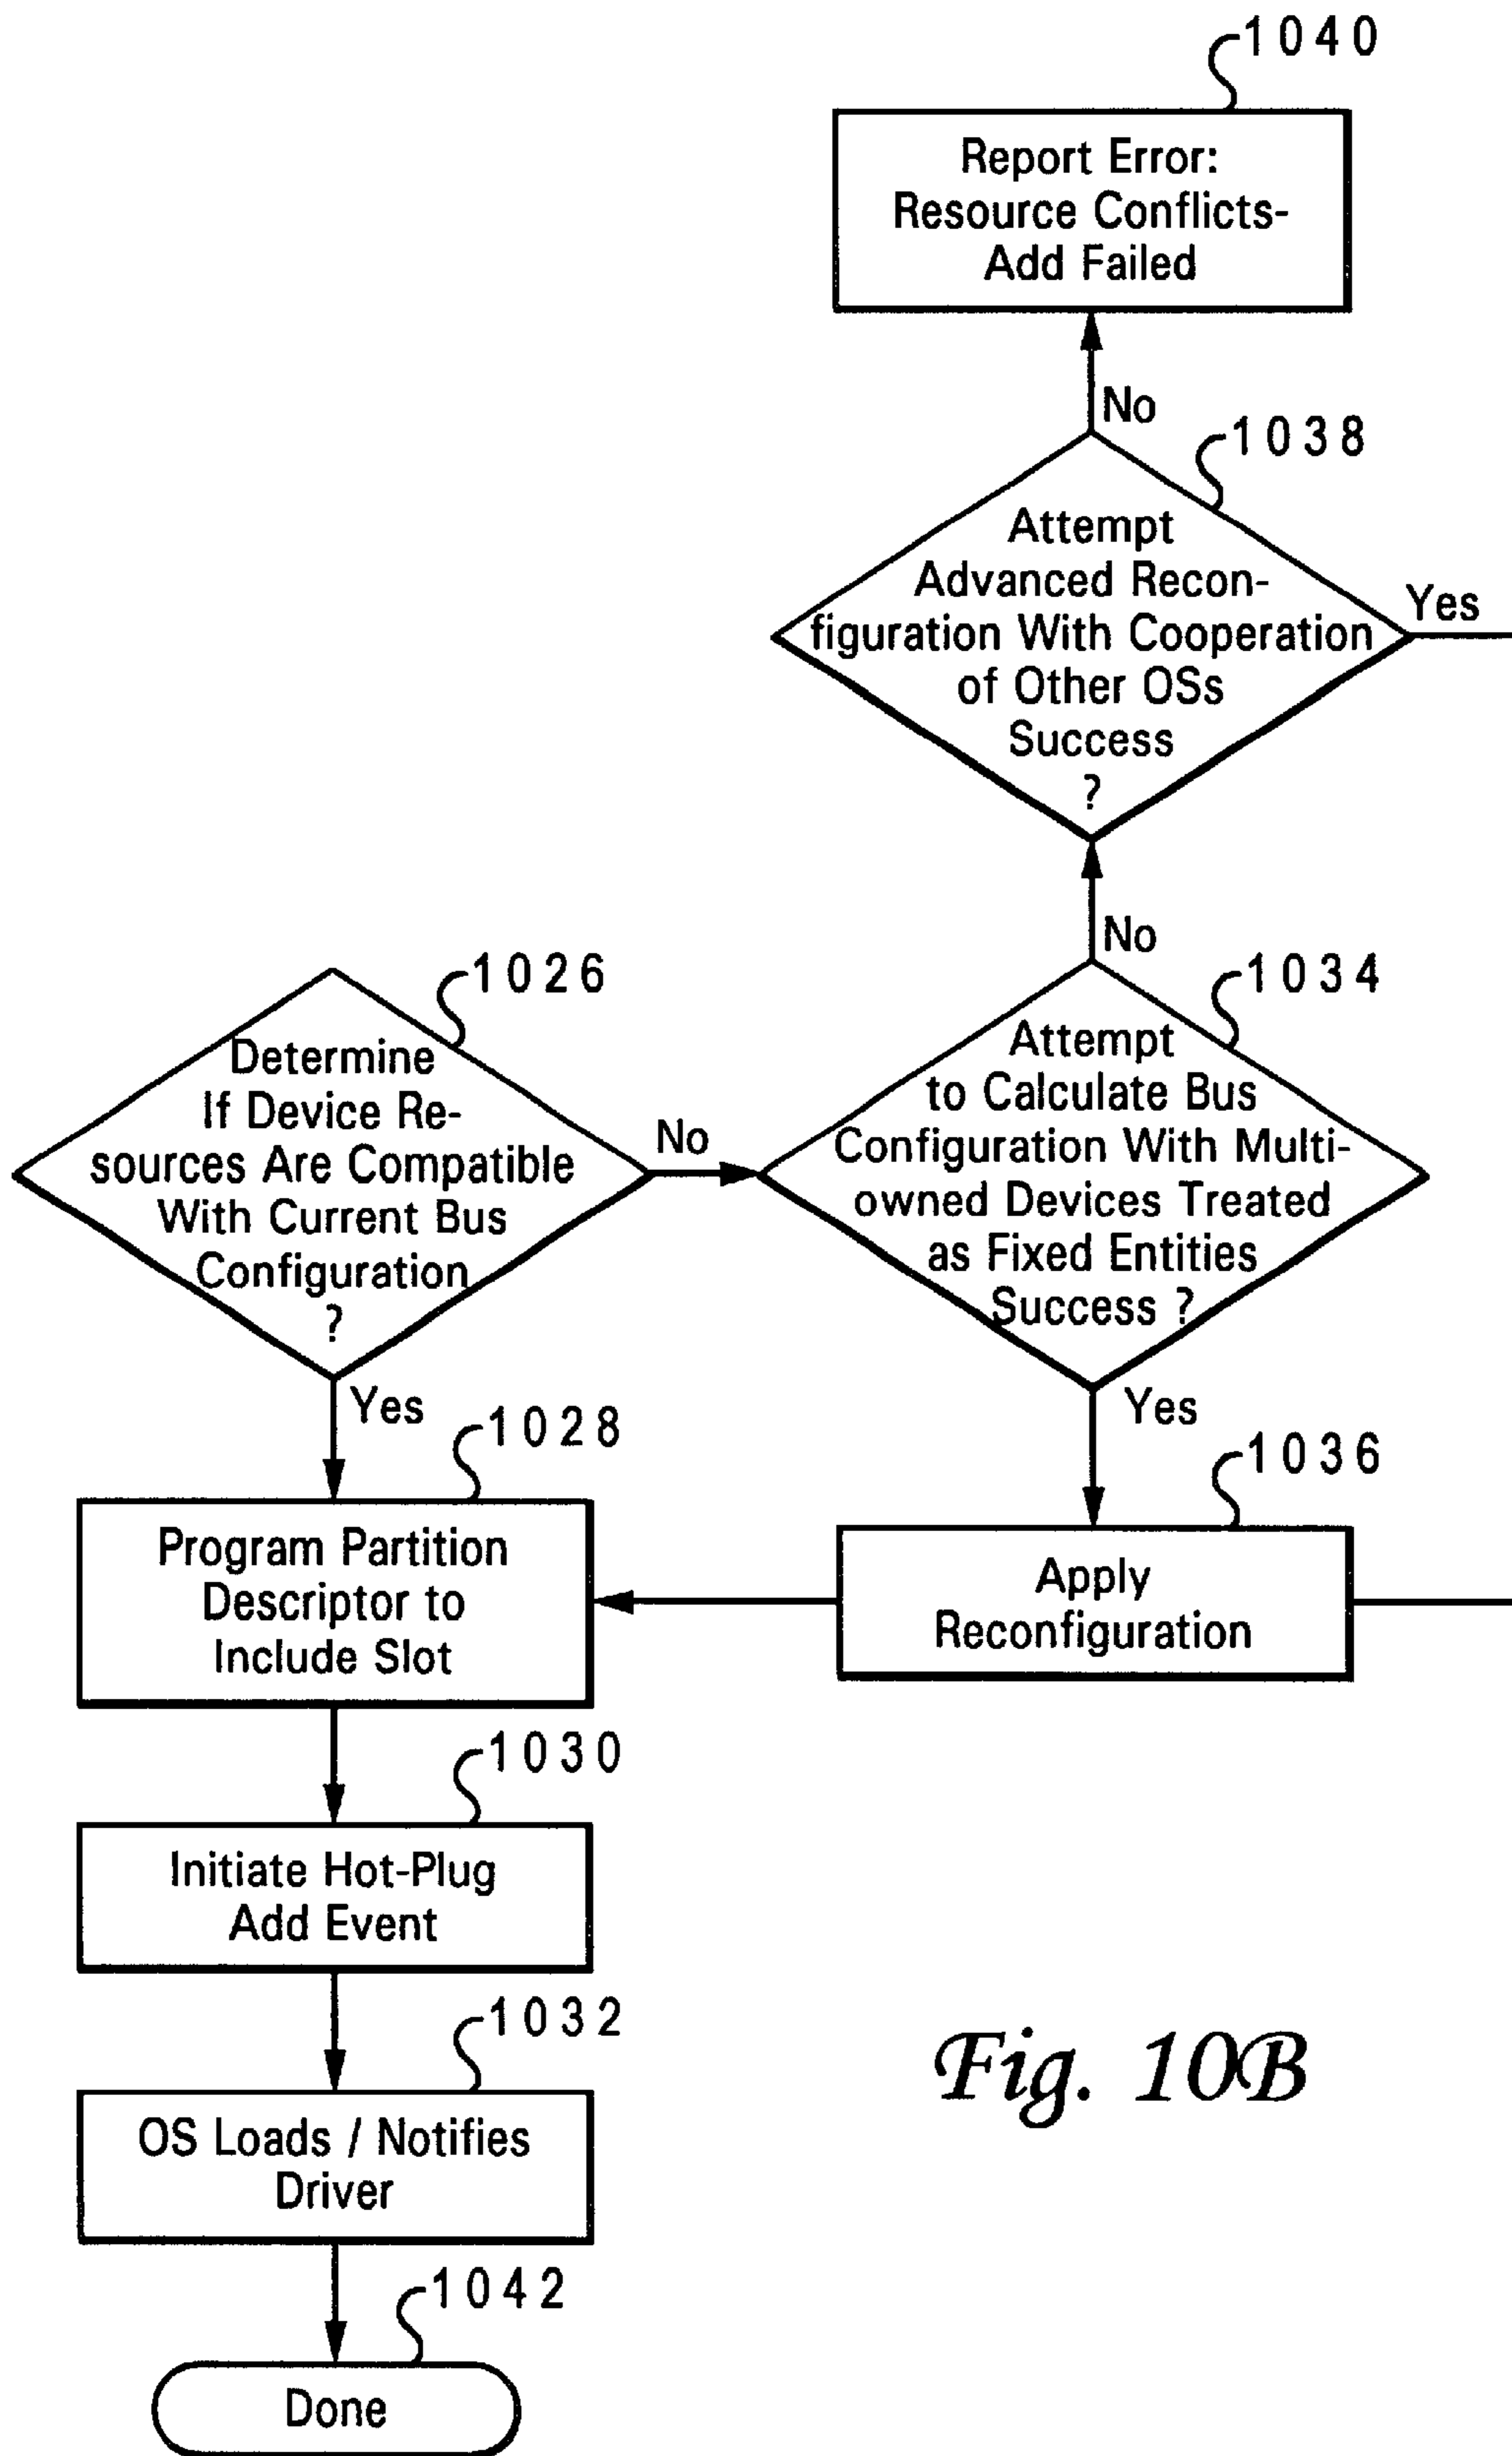 1040
Report Error:
Resource Conflicts-
Add Failed
No
1038
Attempt
Advanced Recon-
figuration With Cooperation
of Other OSs
Success
?
Yes
No
1026
Determine
If Device Re-
sources Are Compatible
With Current Bus
Configuration
?
No
1034
Attempt
to Calculate Bus
Configuration With Multi-
owned Devices Treated
as Fixed Entities
Success ?
Yes
1028
Program Partition
Descriptor to
Include Slot
Yes
1036
Apply
Reconfiguration
1030
Initiate Hot-Plug
Add Event
1032
OS Loads / Notifies
Driver
1042
Done
Fig. 10B